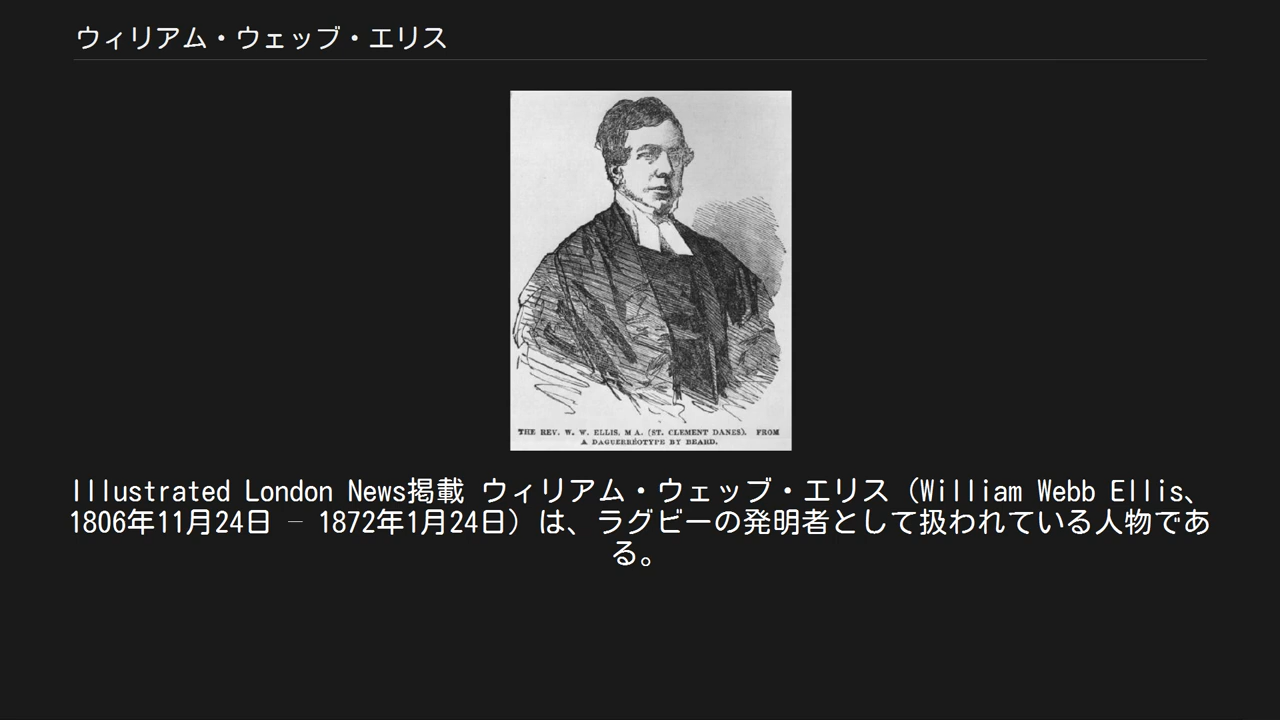 ウィリアム・ウェッブ・エリス
THE REV. W. W. ELLIS, M A. (ST. CLEMENT DANES). FROM
A DAGUERRÉOTYPE BY BEARD.
Illustrated London News掲載 ウィリアム・ウェッブ・エリス（William Webb Ellis、
1806年11月24日 – 1872年1月24日）は、ラグビーの発明者として扱われている人物であ
る。